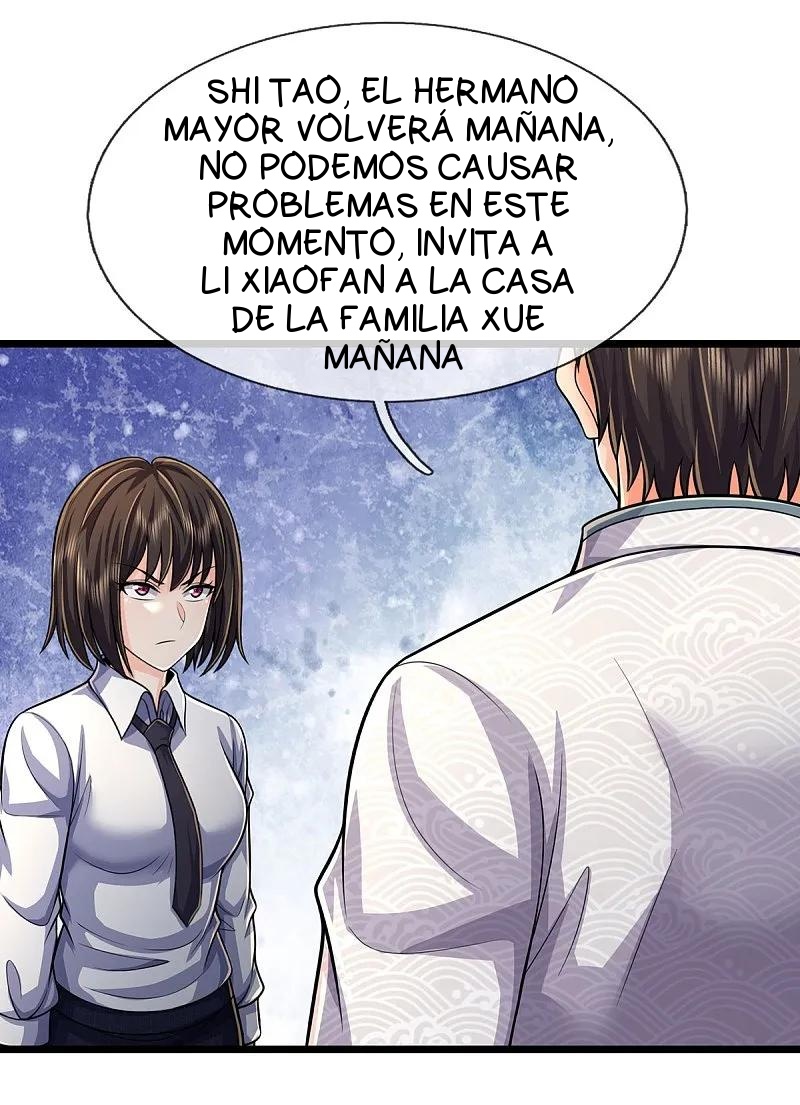 SHI TAO, EL HERMANO
MAYOR VOLVERÁ MAÑANA,
NO PODEMOS CAUSAR
PROBLEMAS EN ESTE
MOMENTO, INVITA A
LI XIAOFAN A LA CASA
DE LA FAMILIA XUE
MAÑANA